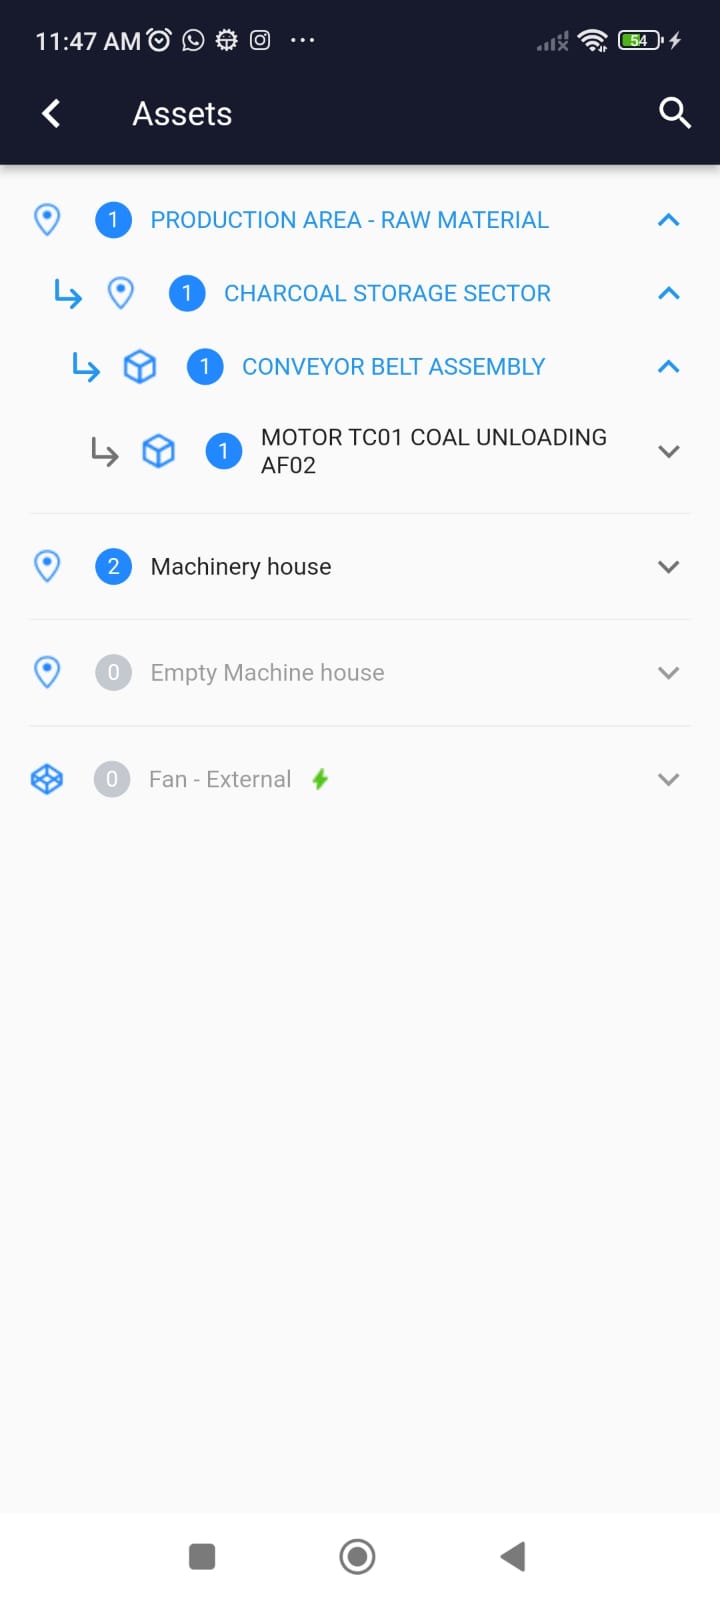 11:47 AM
54
Assets
1 PRODUCTION AREA - RAW MATERIAL
1 CHARCOAL STORAGE SECTOR
1 CONVEYOR BELT ASSEMBLY
1 MOTOR TC01 COAL UNLOADING
AF02
2 Machinery house
0 Empty Machine house
0 Fan - External